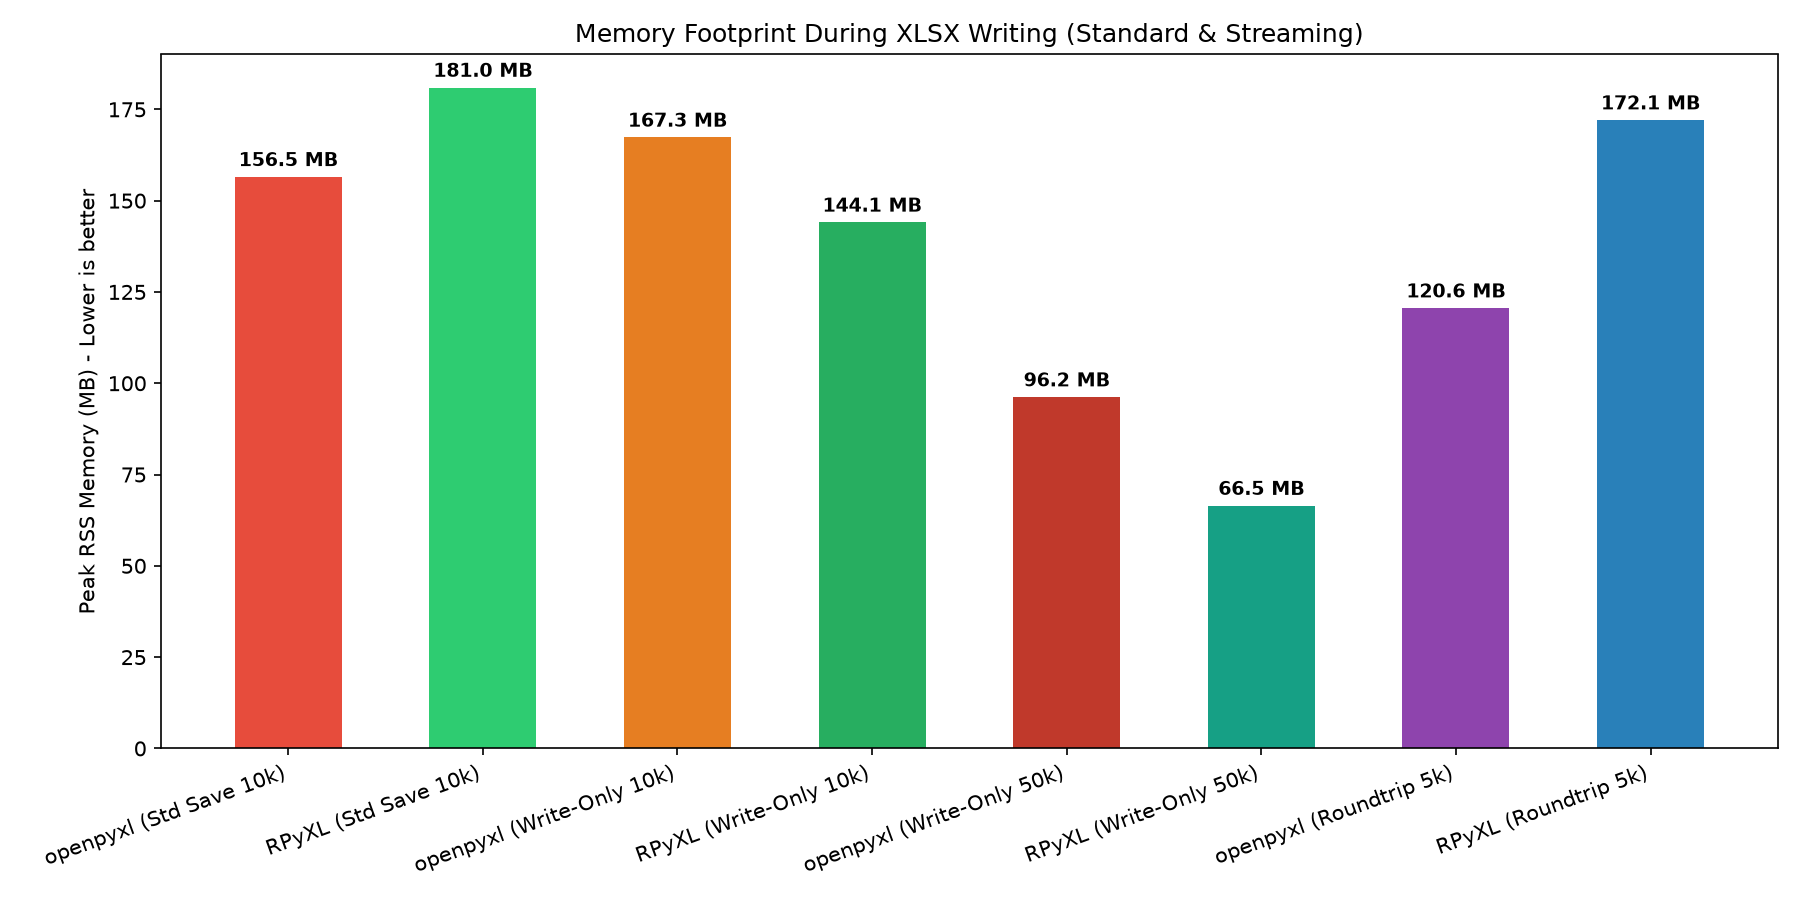 Memory Footprint During XLSX Writing (Standard & Streaming)
Peak RSS Memory (MB) - Lower is better
175
150
125
100
75
50
25
0
156.5 MB
181.0 MB
167.3 MB
144.1 MB
96.2 MB
66.5 MB
120.6 MB
172.1 MB
openpyxl (Std Save 10k)
RPyXL (Std Save 10k)
openpyxl (Write-Only 10k)
RPyXL (Write-Only 10k)
openpyxl (Write-Only 50k)
RPyXL (Write-Only 50k)
openpyxl (Roundtrip 5k)
RPyXL (Roundtrip 5k)